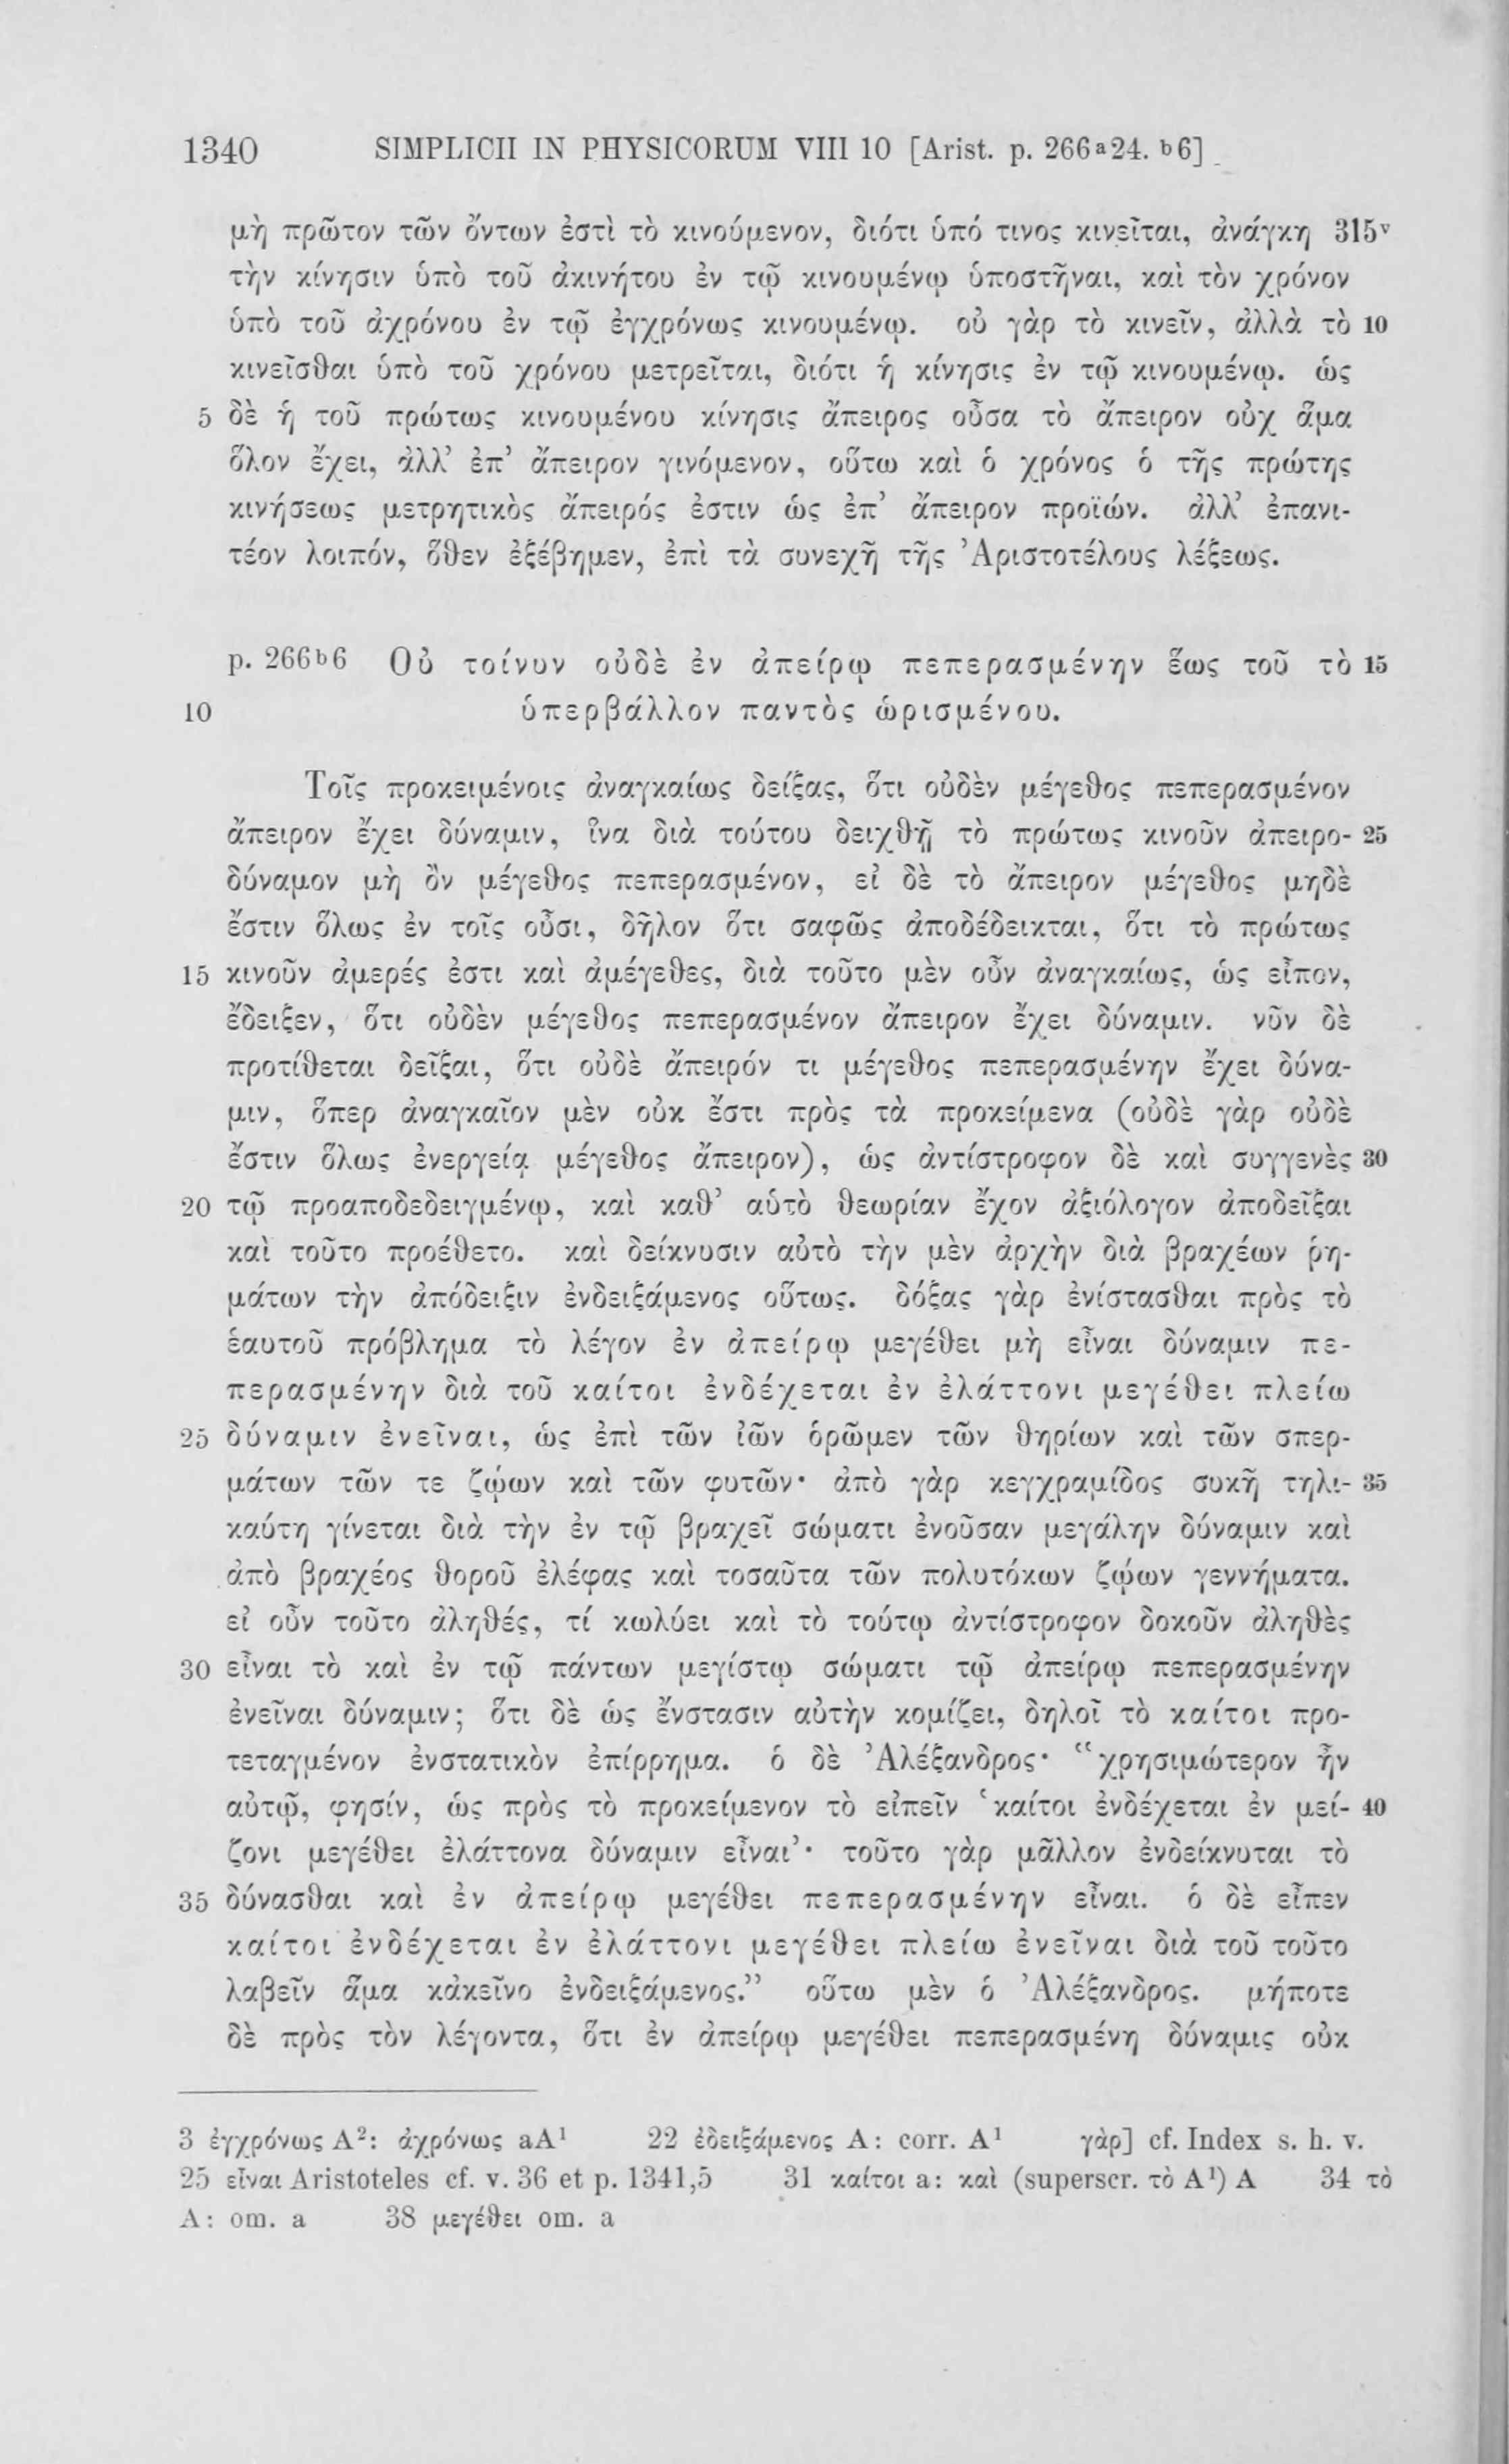 1340 SIMPLICII IN PHYSICORUM VIII 10 [Arist. p. 266a24. b6]
μὴ πρῶτον τῶν ὄντων ἐστὶ τὸ κινούμενον, διότι ὑπό τινος κινεῖται, ἀνάγκη 315v
τὴν κίνησιν ὑπὸ τοῦ ἀκινήτου ἐν τῷ κινουμένῳ ὑποστῆναι, καὶ τὸν χρόνον
ὑπὸ τοῦ ἀχρόνου ἐν τῷ ἐγχρόνως κινουμένῳ. οὐ γὰρ τὸ κινεῖν, ἀλλὰ τὸ 10
κινεῖσθαι ὑπὸ τοῦ χρόνου μετρεῖται, διότι ἡ κίνησις ἐν τῷ κινουμένῳ. ὡς
5 δὲ ἡ τοῦ πρώτως κινουμένου κίνησις ἄπειρος οὖσα τὸ ἄπειρον οὐχ ἅμα
ὅλον ἔχει, ἀλλ’ ἐπ’ ἄπειρον γινόμενον, οὕτω καὶ ὁ χρόνος ὁ τῆς πρώτης
κινήσεως μετρητικὸς ἄπειρός ἐστιν ὡς ἐπ’ ἄπειρον προϊών. ἀλλ’ ἐπανι-
τέον λοιπόν, ὅθεν ἐξέβημεν, ἐπὶ τὰ συνεχῆ τῆς Ἀριστοτέλους λέξεως.
p. 266b6 Οὐ τοίνυν οὐδὲ ἐν ἀπείρῳ πεπερασμένην ἕως τοῦ τὸ 15
10 ὑπερβάλλον παντὸς ὡρισμένου.
Τοῖς προκειμένοις ἀναγκαίως δείξας, ὅτι οὐδὲν μέγεθος πεπερασμένον
ἄπειρον ἔχει δύναμιν, ἵνα διὰ τούτου δειχθῇ τὸ πρώτως κινοῦν ἀπειρο- 25
δύναμον μὴ ὂν μέγεθος πεπερασμένον, εἰ δὲ τὸ ἄπειρον μέγεθος μηδὲ
ἔστιν ὅλως ἐν τοῖς οὖσι, δῆλον ὅτι σαφῶς ἀποδέδεικται, ὅτι τὸ πρώτως
15 κινοῦν ἀμερές ἐστι καὶ ἀμέγεθες, διὰ τοῦτο μὲν οὖν ἀναγκαίως, ὡς εἶπον,
ἔδειξεν, ὅτι οὐδὲν μέγεθος πεπερασμένον ἄπειρον ἔχει δύναμιν. νῦν δὲ
προτίθεται δεῖξαι, ὅτι οὐδὲ ἄπειρόν τι μέγεθος πεπερασμένην ἔχει δύνα-
μιν, ὅπερ ἀναγκαῖον μὲν οὐκ ἔστι πρὸς τὰ προκείμενα (οὐδὲ γὰρ οὐδὲ
ἔστιν ὅλως ἐνεργείᾳ μέγεθος ἄπειρον), ὡς ἀντίστροφον δὲ καὶ συγγενὲς 30
20 τῷ προαποδεδειγμένῳ, καὶ καθ’ αὑτὸ θεωρίαν ἔχον ἀξιόλογον ἀποδεῖξαι
καὶ τοῦτο προέθετο. καὶ δείκνυσιν αὐτὸ τὴν μὲν ἀρχὴν διὰ βραχέων ῥη-
μάτων τὴν ἀπόδειξιν ἐνδειξάμενος οὕτως. δόξας γὰρ ἐνίστασθαι πρὸς τὸ
ἑαυτοῦ πρόβλημα τὸ λέγον ἐν ἀπείρῳ μεγέθει μὴ εἶναι δύναμιν πε-
περασμένην διὰ τοῦ καίτοι ἐνδέχεται ἐν ἐλάττονι μεγέθει πλείω
25 δύναμιν ἐνεῖναι, ὡς ἐπὶ τῶν ἰῶν ὁρῶμεν τῶν θηρίων καὶ τῶν σπερ-
μάτων τῶν τε ζῴων καὶ τῶν φυτῶν· ἀπὸ γὰρ κεγχραμίδος συκῆ τηλι- 35
καύτη γίνεται διὰ τὴν ἐν τῷ βραχεῖ σώματι ἐνοῦσαν μεγάλην δύναμιν καὶ
ἀπὸ βραχέος θοροῦ ἐλέφας καὶ τοσαῦτα τῶν πολυτόκων ζῴων γεννήματα.
εἰ οὖν τοῦτο ἀληθές, τί κωλύει καὶ τὸ τούτῳ ἀντίστροφον δοκοῦν ἀληθὲς
30 εἶναι τὸ καὶ ἐν τῷ πάντων μεγίστῳ σώματι τῷ ἀπείρῳ πεπερασμένην
ἐνεῖναι δύναμιν; ὅτι δὲ ὡς ἔνστασιν αὐτὴν κομίζει, δηλοῖ τὸ καίτοι προ-
τεταγμένον ἐνστατικὸν ἐπίρρημα. ὁ δὲ Ἀλέξανδρος· “χρησιμώτερον ἦν
αὐτῷ, φησίν, ὡς πρὸς τὸ προκείμενον τὸ εἰπεῖν ‘καίτοι ἐνδέχεται ἐν μεί- 40
ζονι μεγέθει ἐλάττονα δύναμιν εἶναι’· τοῦτο γὰρ μᾶλλον ἐνδείκνυται τὸ
35 δύνασθαι καὶ ἐν ἀπείρῳ μεγέθει πεπερασμένην εἶναι. ὁ δὲ εἶπεν
καίτοι ἐνδέχεται ἐν ἐλάττονι μεγέθει πλείω ἐνεῖναι διὰ τοῦ τοῦτο
λαβεῖν ἅμα κἀκεῖνο ἐνδειξάμενος.” οὕτω μὲν ὁ Ἀλέξανδρος. μήποτε
δὲ πρὸς τὸν λέγοντα, ὅτι ἐν ἀπείρῳ μεγέθει πεπερασμένη δύναμις οὐκ
3 ἐγχρόνως A²: ἀχρόνως aA¹ 22 ἐδειξάμενος A: corr. A¹ γὰρ] cf. Index s. h. v.
25 εἶναι Aristoteles cf. v. 36 et p. 1341,5 31 καίτοι a: καὶ (superscr. τὸ A¹) A 34 τὸ
A: om. a 38 μεγέθει om. a